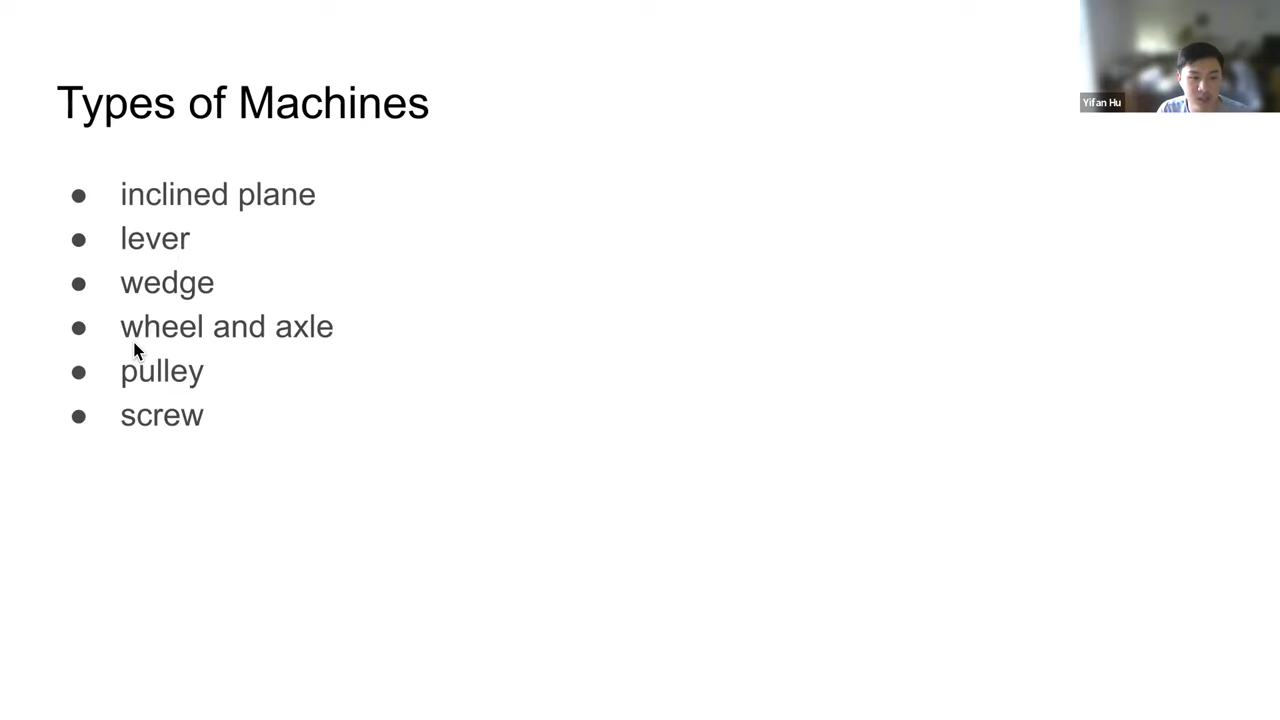 Types of Machines
Yifan Hu
● inclined plane
● lever
● wedge
● wheel and axle
● pulley
● screw